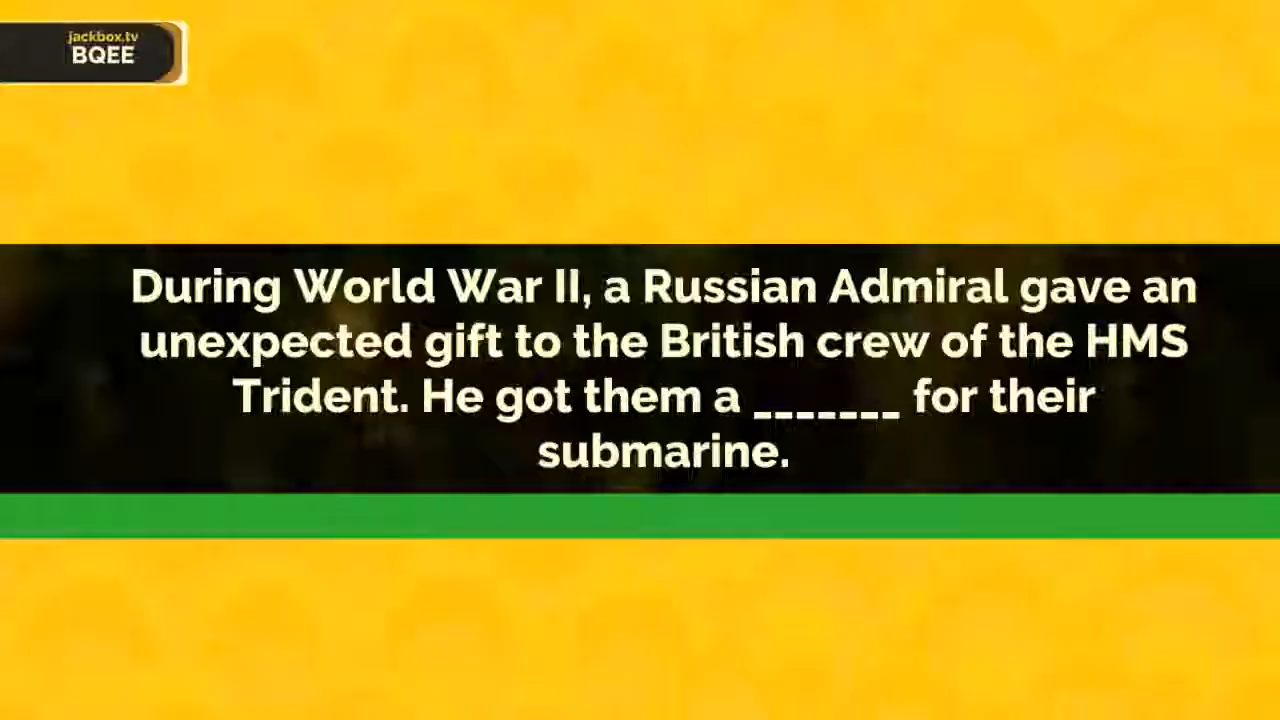 jackbox.tv
BQEE
During World War II, a Russian Admiral gave an
unexpected gift to the British crew of the HMS
Trident. He got them a _______ for their
submarine.